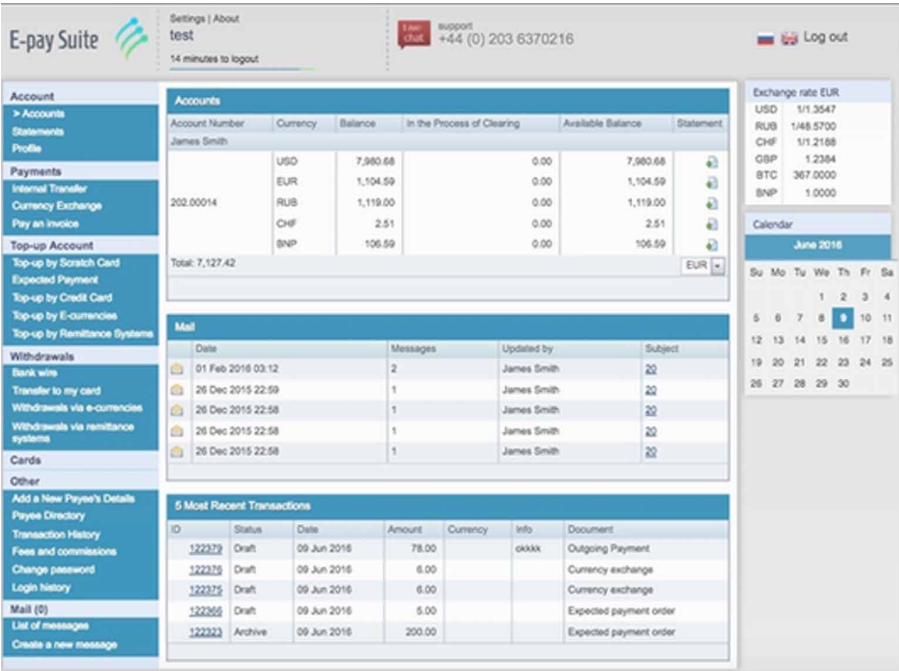 E-pay Suite
Settings | About
test
14 minutes to logout
Live chat
support
+44 (0) 203 6370216
Log out
Account
> Accounts
Statements
Profile
Payments
Internal Transfer
Currency Exchange
Pay an invoice
Top-up Account
Top-up by Scratch Card
Expected Payment
Top-up by Credit Card
Top-up by E-currencies
Top-up by Remittance Systems
Withdrawals
Bank wire
Transfer to my card
Withdrawals via e-currencies
Withdrawals via remittance
systems
Cards
Other
Add a New Payee's Details
Payee Directory
Transaction History
Fees and commissions
Change password
Login history
Mail (0)
List of messages
Create a new message
Accounts
Account Number Currency Balance In the Process of Clearing Available Balance Statement
James Smith
USD 7,980.68 0.00 7,980.68
EUR 1,104.59 0.00 1,104.59
202.00014 RUB 1,119.00 0.00 1,119.00
CHF 2.51 0.00 2.51
BNP 106.59 0.00 106.59
Total: 7,127.42 EUR
Mail
Date Messages Updated by Subject
01 Feb 2016 03:12 2 James Smith 20
26 Dec 2015 22:59 1 James Smith 20
26 Dec 2015 22:58 1 James Smith 20
26 Dec 2015 22:58 1 James Smith 20
26 Dec 2015 22:58 1 James Smith 20
5 Most Recent Transactions
ID Status Date Amount Currency Info Document
122379 Draft 09 Jun 2016 78.00 okkkk Outgoing Payment
122376 Draft 09 Jun 2016 6.00 Currency exchange
122375 Draft 09 Jun 2016 6.00 Currency exchange
122366 Draft 09 Jun 2016 5.00 Expected payment order
122323 Archive 09 Jun 2016 200.00 Expected payment order
Exchange rate EUR
USD 1/1.3547
RUB 1/48.5700
CHF 1/1.2188
GBP 1.2384
BTC 367.0000
BNP 1.0000
Calendar
June 2016
Su Mo Tu We Th Fr Sa
1 2 3 4
5 6 7 8 9 10 11
12 13 14 15 16 17 18
19 20 21 22 23 24 25
26 27 28 29 30